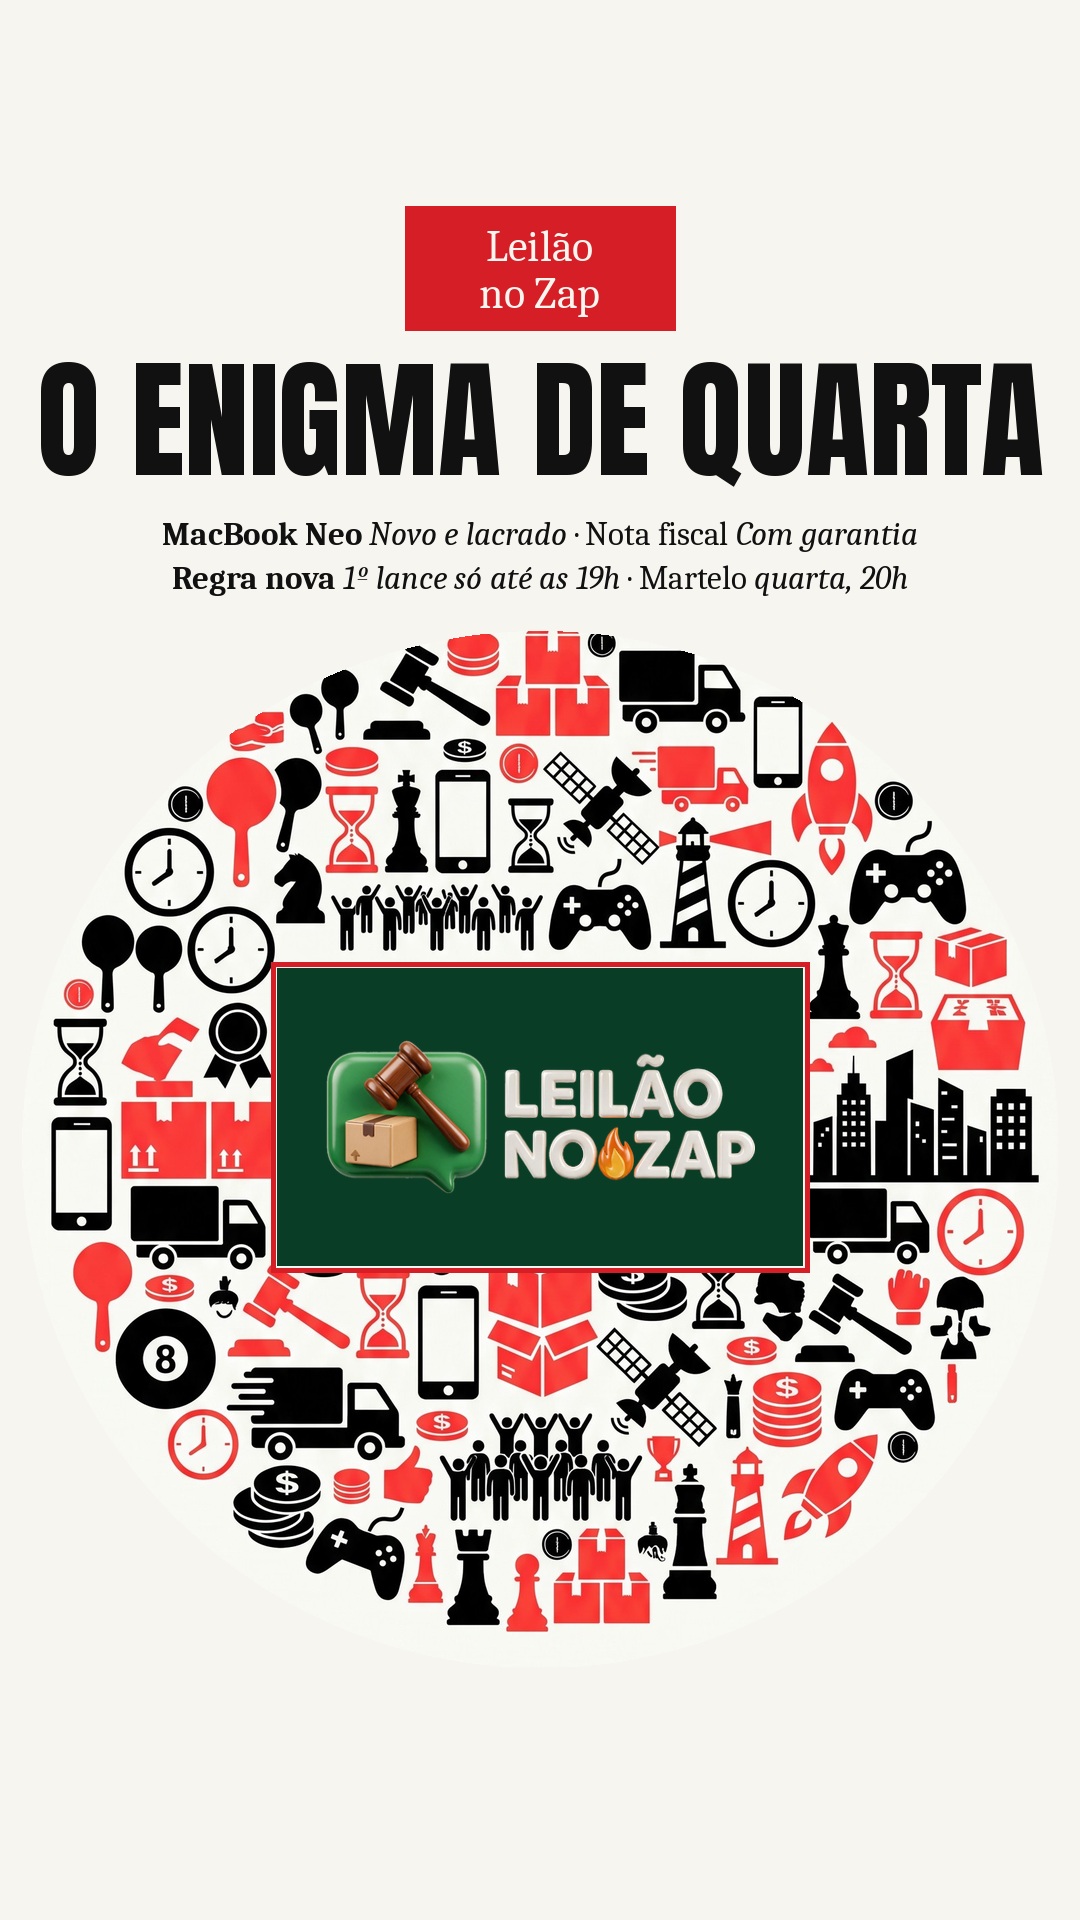 Leilão
no Zap
O ENIGMA DE QUARTA
MacBook Neo Novo e lacrado · Nota fiscal Com garantia
Regra nova 1º lance só até as 19h · Martelo quarta, 20h
$
LEILÃO
NO ZAP
$
$
$
8
$
$
$